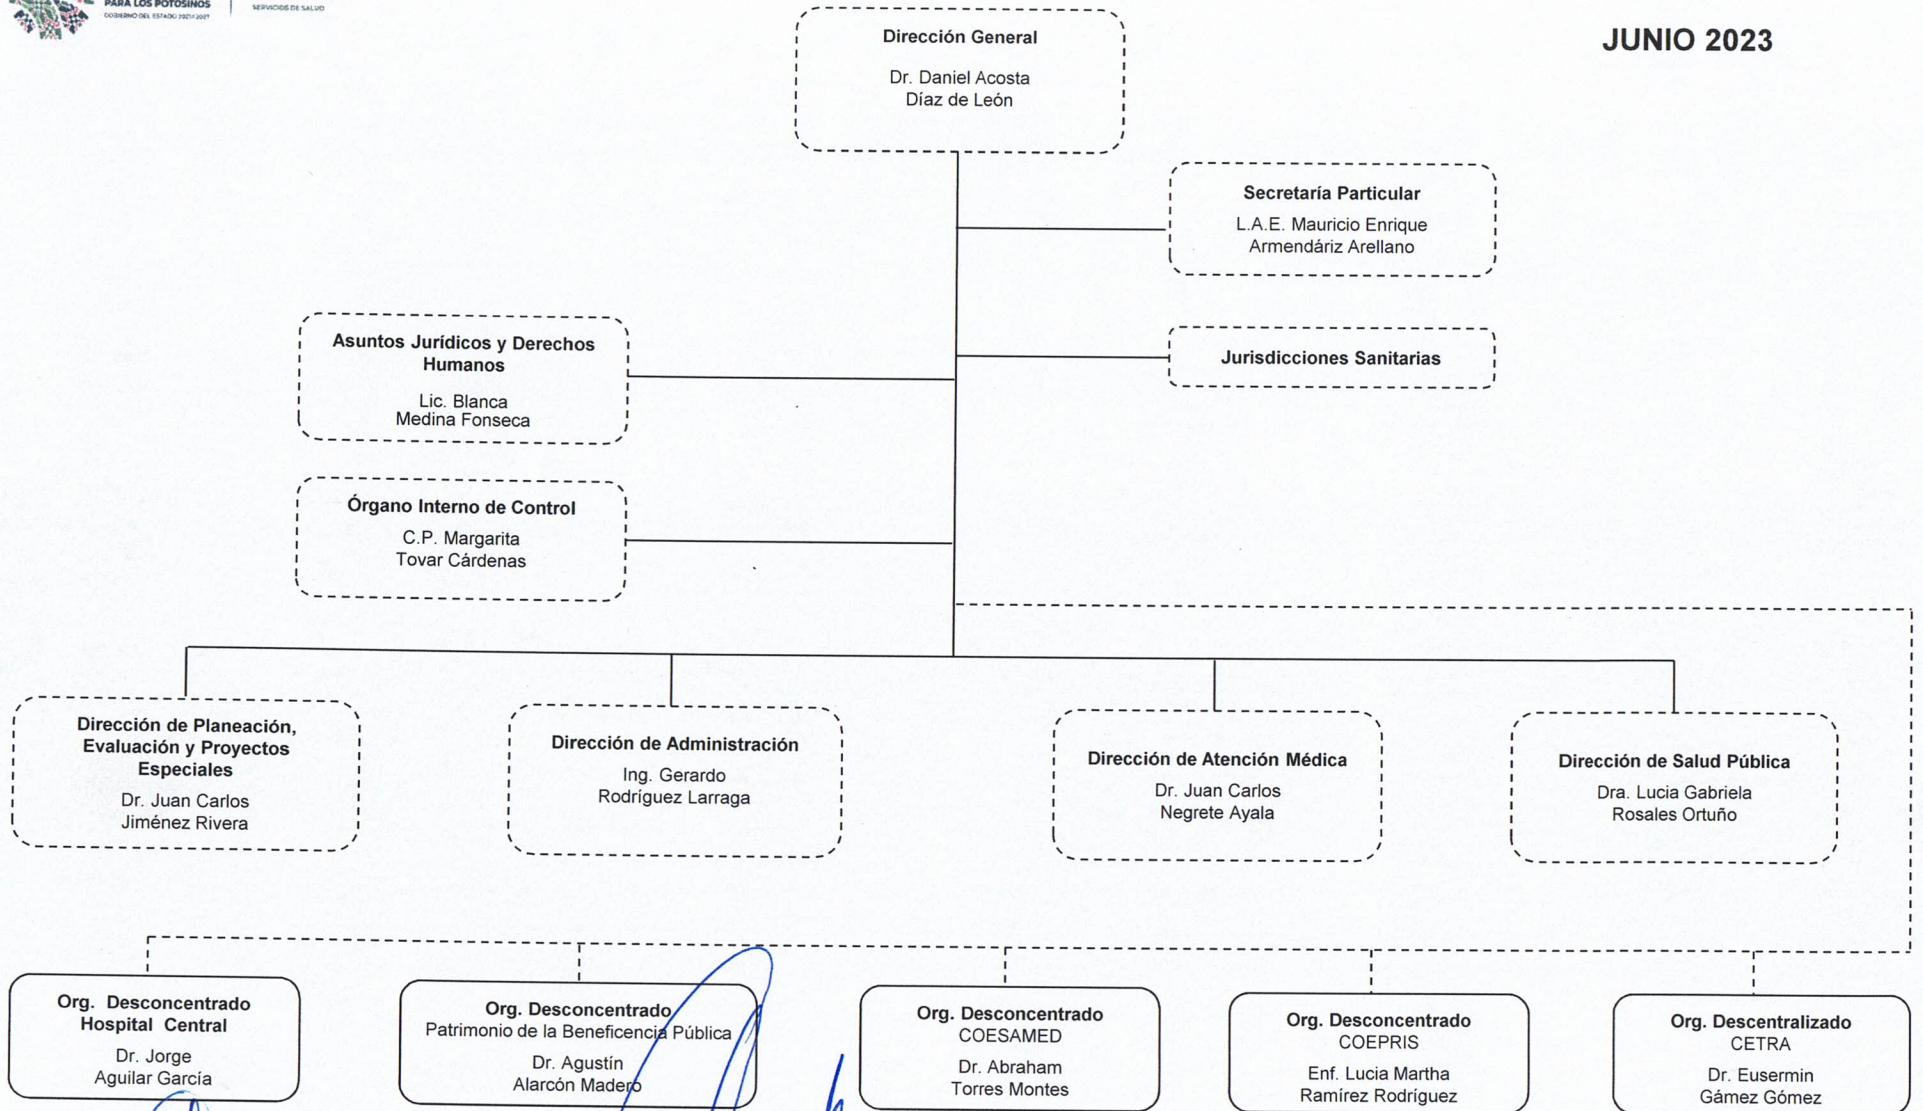 PARA LOS POTOSINOS
GOBIERNO DEL ESTADO 2021-2027
SERVICIOS DE SALUD
JUNIO 2023
Dirección General
Dr. Daniel Acosta
Díaz de León
Secretaría Particular
L.A.E. Mauricio Enrique
Armendáriz Arellano
Asuntos Jurídicos y Derechos
Humanos
Lic. Blanca
Medina Fonseca
Jurisdicciones Sanitarias
Órgano Interno de Control
C.P. Margarita
Tovar Cárdenas
Dirección de Planeación,
Evaluación y Proyectos
Especiales
Dr. Juan Carlos
Jiménez Rivera
Dirección de Administración
Ing. Gerardo
Rodríguez Larraga
Dirección de Atención Médica
Dr. Juan Carlos
Negrete Ayala
Dirección de Salud Pública
Dra. Lucia Gabriela
Rosales Ortuño
Org. Desconcentrado
Hospital Central
Dr. Jorge
Aguilar García
Org. Desconcentrado
Patrimonio de la Beneficencia Pública
Dr. Agustín
Alarcón Madero
Org. Desconcentrado
COESAMED
Dr. Abraham
Torres Montes
Org. Desconcentrado
COEPRIS
Enf. Lucia Martha
Ramírez Rodríguez
Org. Descentralizado
CETRA
Dr. Eusermin
Gámez Gómez